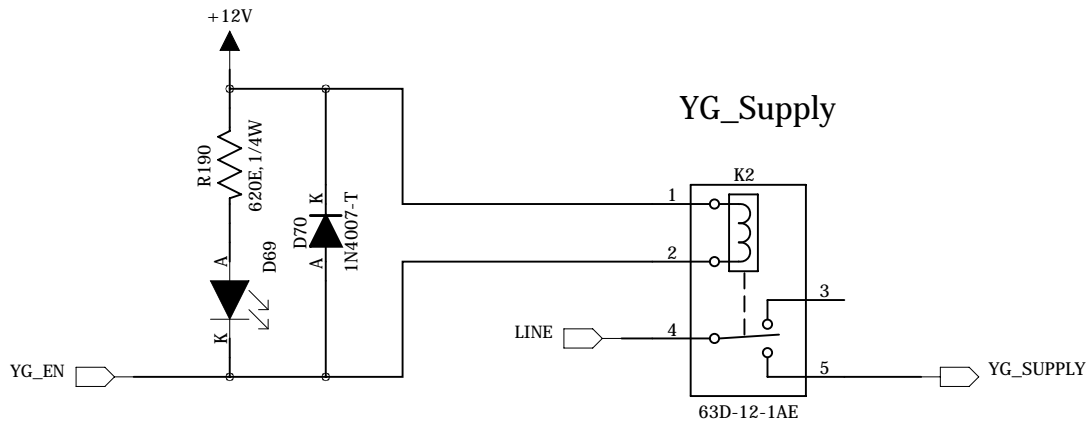 +12V
YG_Supply
R190
620E,1/4W
K
D70
1N4007-T
A
A
D69
K
K2
1
2
3
LINE
4
YG_EN
5
YG_SUPPLY
63D-12-1AE